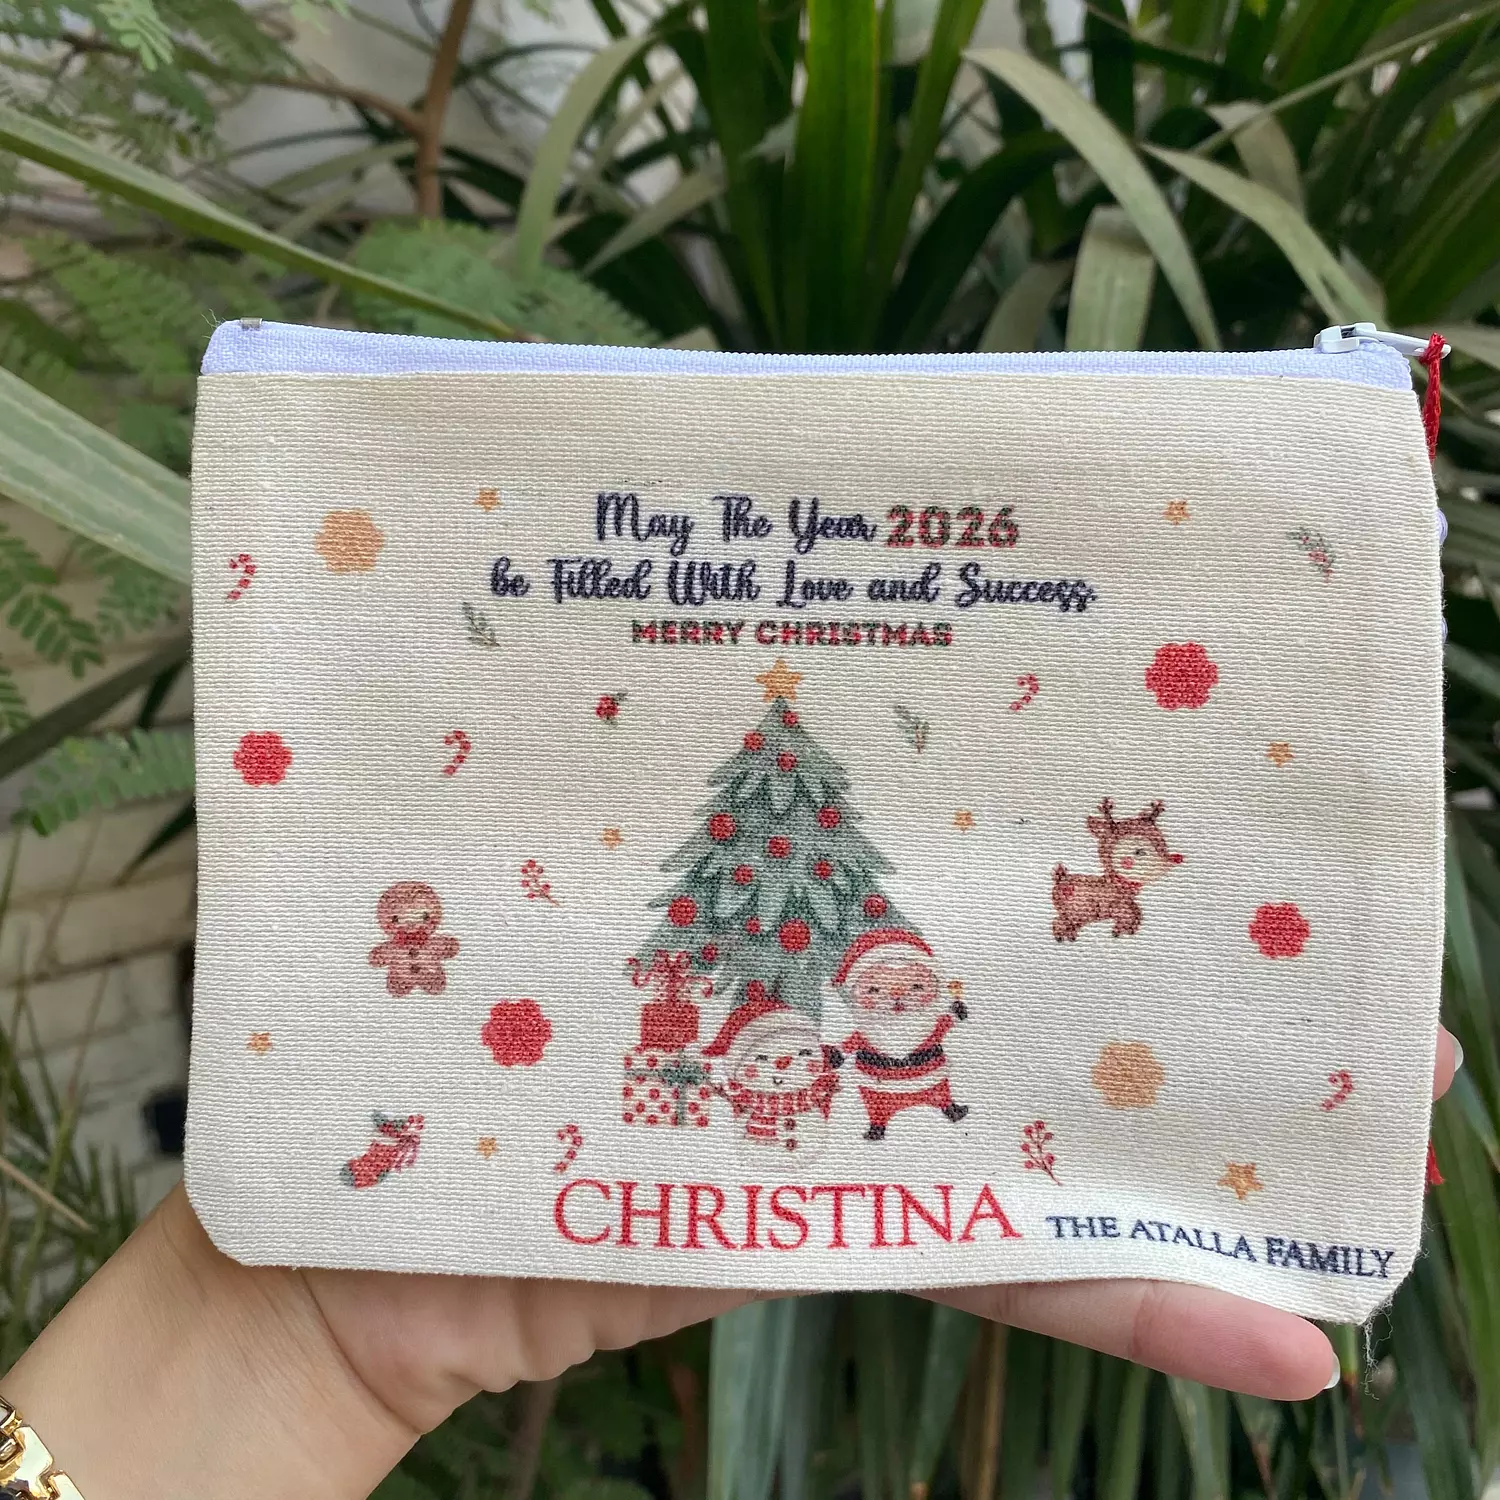 May The Year 2026
be Filled With Love and Success.
MERRY CHRISTMAS
CHRISTINA
THE ATALLA FAMILY